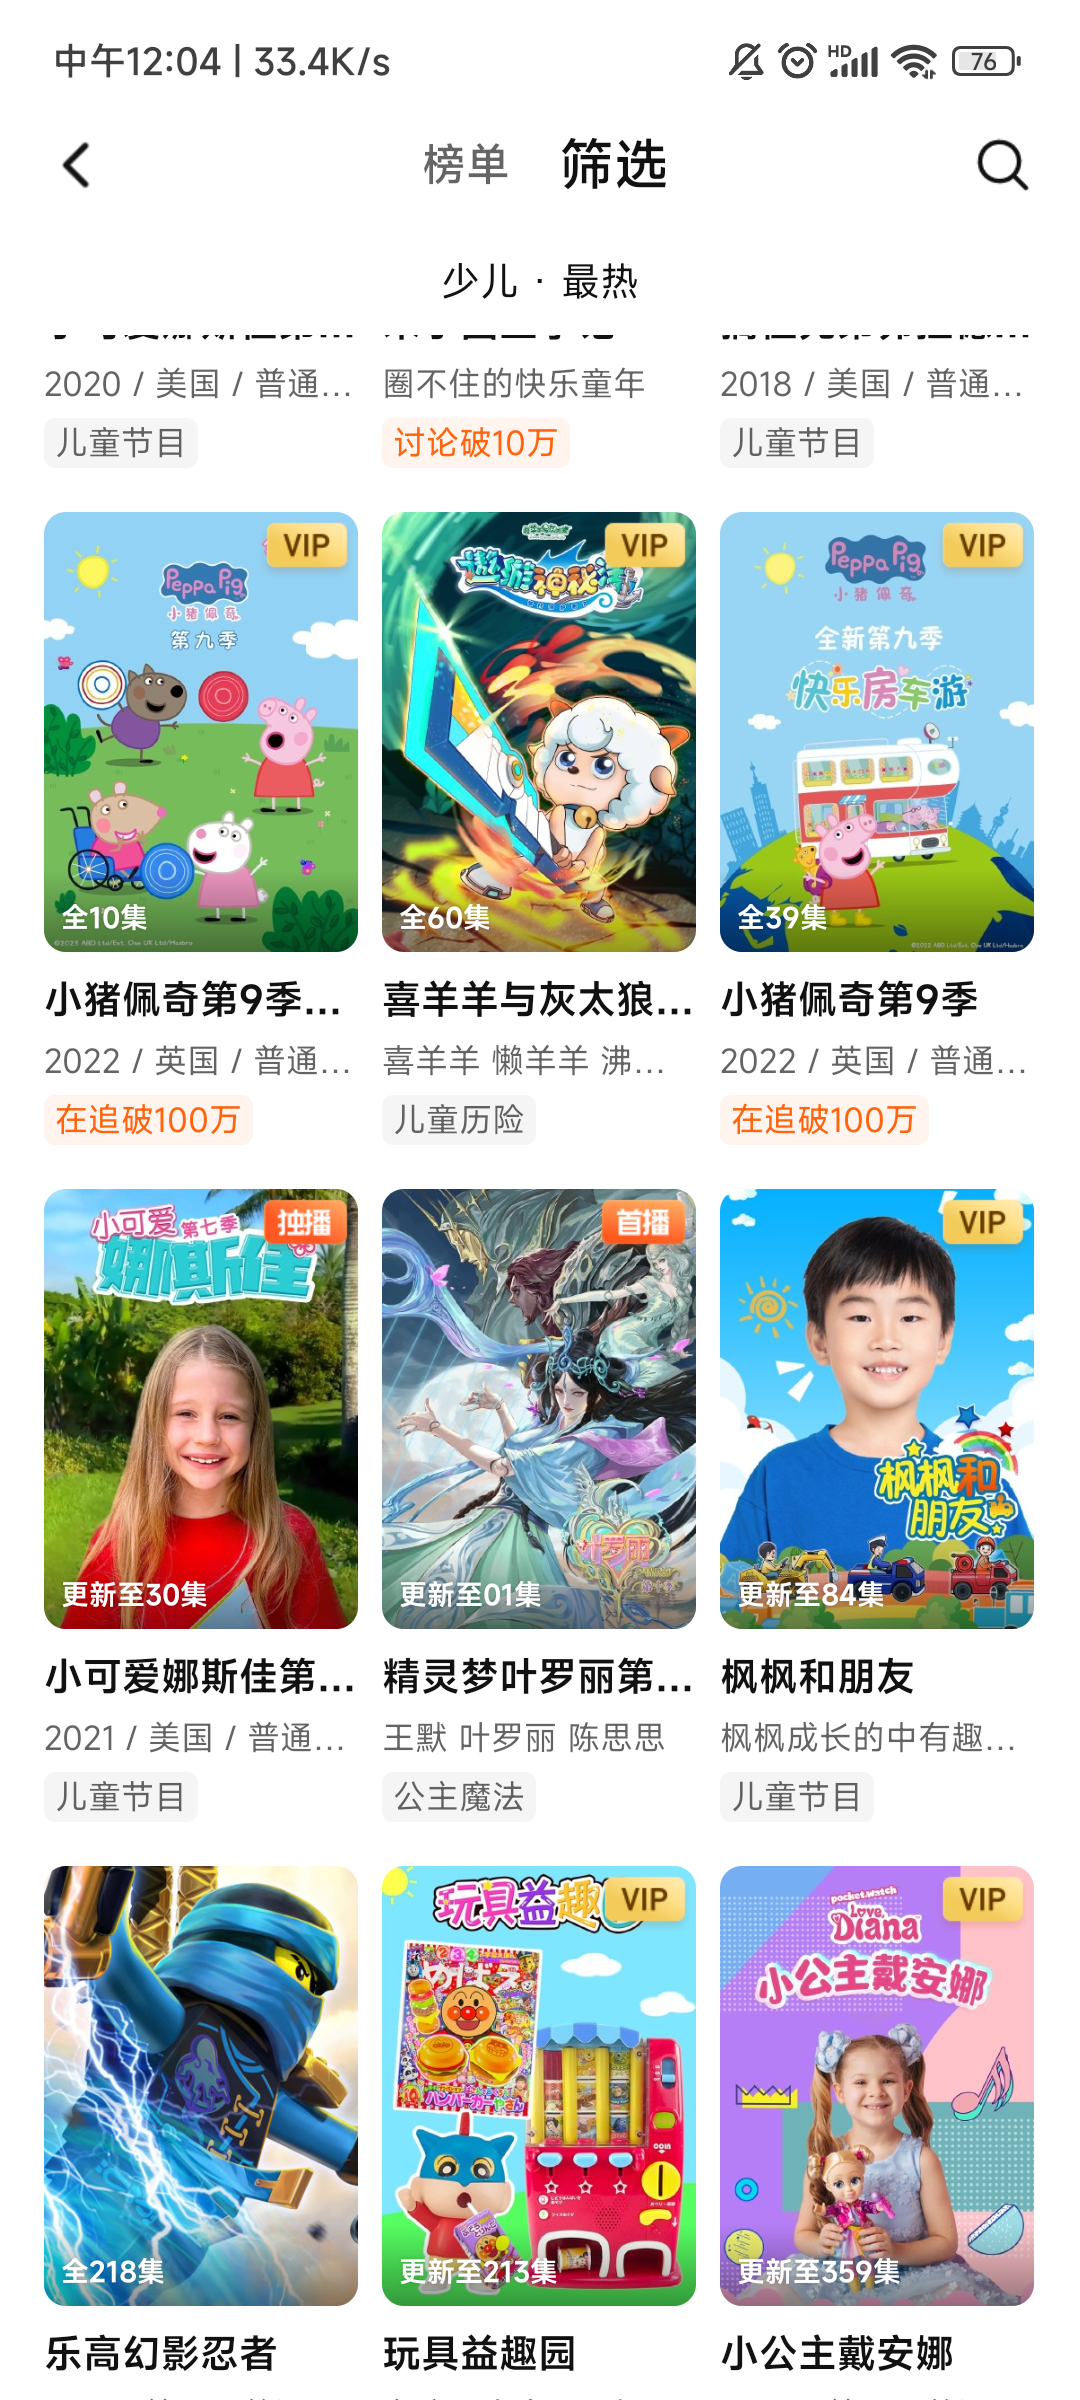 中午12:04 | 33.4K/s
HD
76
榜单 筛选
少儿 · 最热
2020 / 美国 / 普通...
圈不住的快乐童年
2018 / 美国 / 普通...
儿童节目
讨论破10万
儿童节目
VIP
Peppa Pig
小猪佩奇
第九季
全10集
VIP
遨游神秘洋
全60集
VIP
Peppa Pig
小猪佩奇
全新第九季
快乐房车游
全39集
小猪佩奇第9季...
喜羊羊与灰太狼...
小猪佩奇第9季
2022 / 英国 / 普通...
喜羊羊 懒羊羊 沸...
2022 / 英国 / 普通...
在追破100万
儿童历险
在追破100万
独播
小可爱 第七季
娜斯佳
更新至30集
首播
叶罗丽
更新至01集
VIP
枫枫和
朋友
更新至84集
小可爱娜斯佳第...
精灵梦叶罗丽第...
枫枫和朋友
2021 / 美国 / 普通...
王默 叶罗丽 陈思思
枫枫成长的中有趣...
儿童节目
公主魔法
儿童节目
全218集
玩具益趣
VIP
COIN
更新至213集
VIP
pocket.watch
Love,
Diana
小公主戴安娜
更新至359集
乐高幻影忍者
玩具益趣园
小公主戴安娜